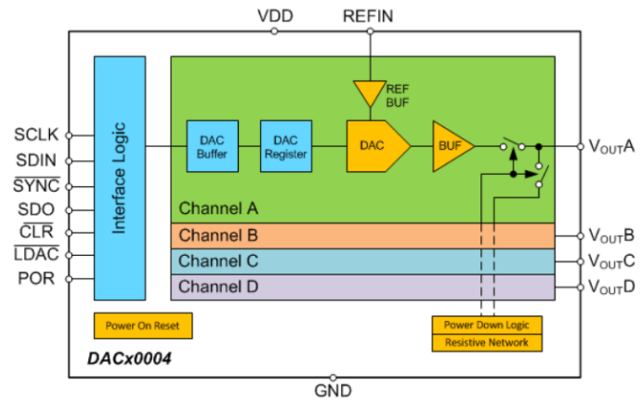 VDD REFIN
REF
BUF
SCLK
SDIN
SYNC
SDO
CLR
LDAC
POR
Interface Logic
DAC
Buffer
DAC
Register
DAC
BUF
VOUTA
Channel A
Channel B
VOUTB
Channel C
VOUTC
Channel D
VOUTD
Power On Reset
Power Down Logic
Resistive Network
DACx0004
GND